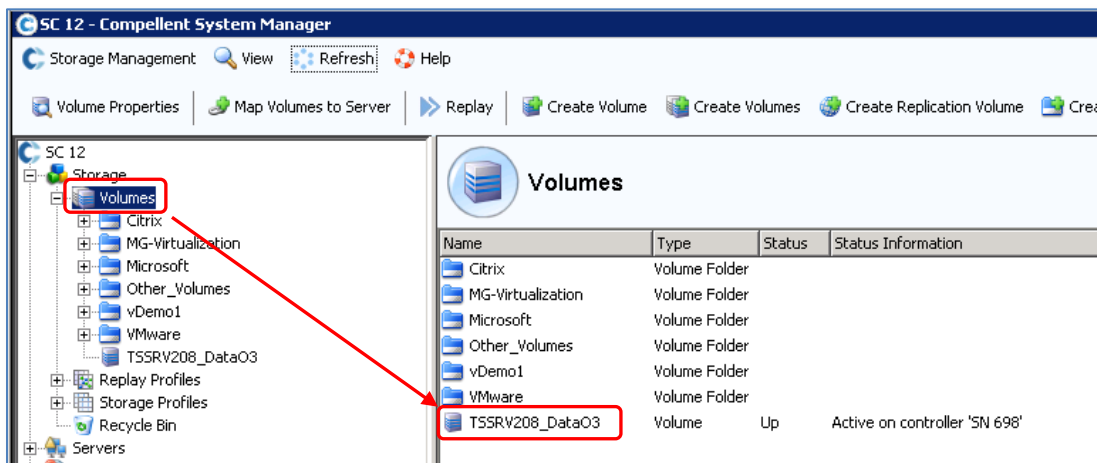 SC 12 - Compellent System Manager
Storage Management View Refresh Help
Volume Properties Map Volumes to Server Replay Create Volume Create Volumes Create Replication Volume Crea
SC 12
Storage
Volumes
Citrix
MG-Virtualization
Microsoft
Other_Volumes
vDemo1
VMware
TSSRV208_DataO3
Replay Profiles
Storage Profiles
Recycle Bin
Servers
Volumes
Name Type Status Status Information
Citrix Volume Folder
MG-Virtualization Volume Folder
Microsoft Volume Folder
Other_Volumes Volume Folder
vDemo1 Volume Folder
VMware Volume Folder
TSSRV208_DataO3 Volume Up Active on controller 'SN 698'